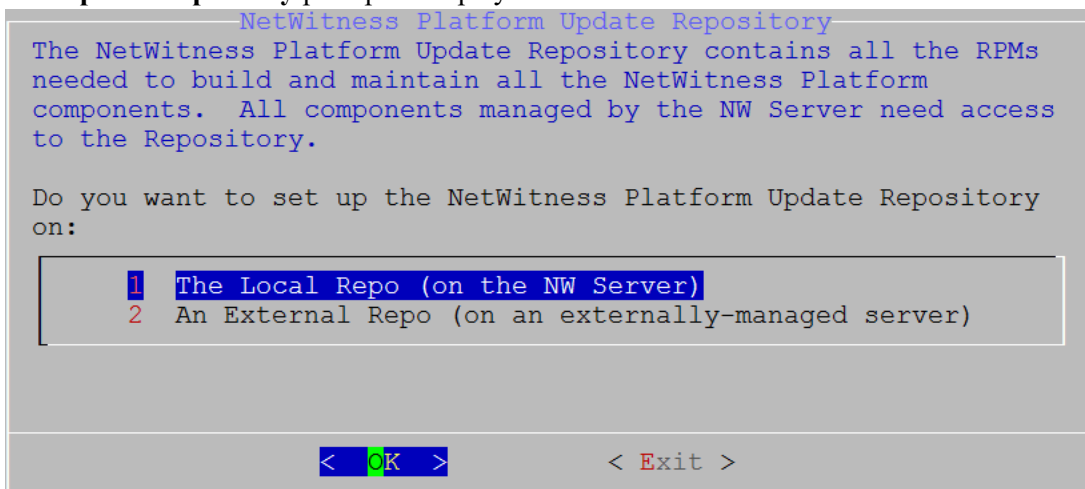 NetWitness Platform Update Repository
The NetWitness Platform Update Repository contains all the RPMs
needed to build and maintain all the NetWitness Platform
components.  All components managed by the NW Server need access
to the Repository.
Do you want to set up the NetWitness Platform Update Repository
on:
1  The Local Repo (on the NW Server)
2  An External Repo (on an externally-managed server)
<  OK  >          < Exit >